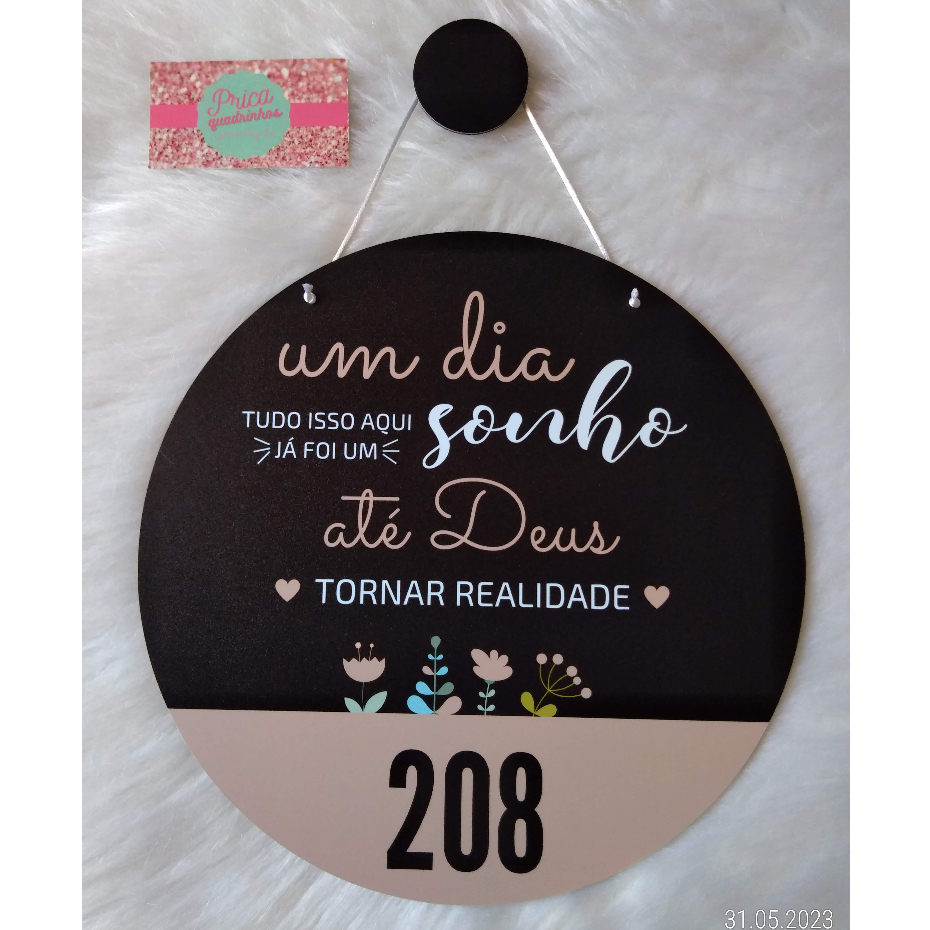 Prica
quadrinhos
um dia
TUDO ISSO AQUI
JÁ FOI UM
sonho
até Deus
TORNAR REALIDADE
208
31.05.2023